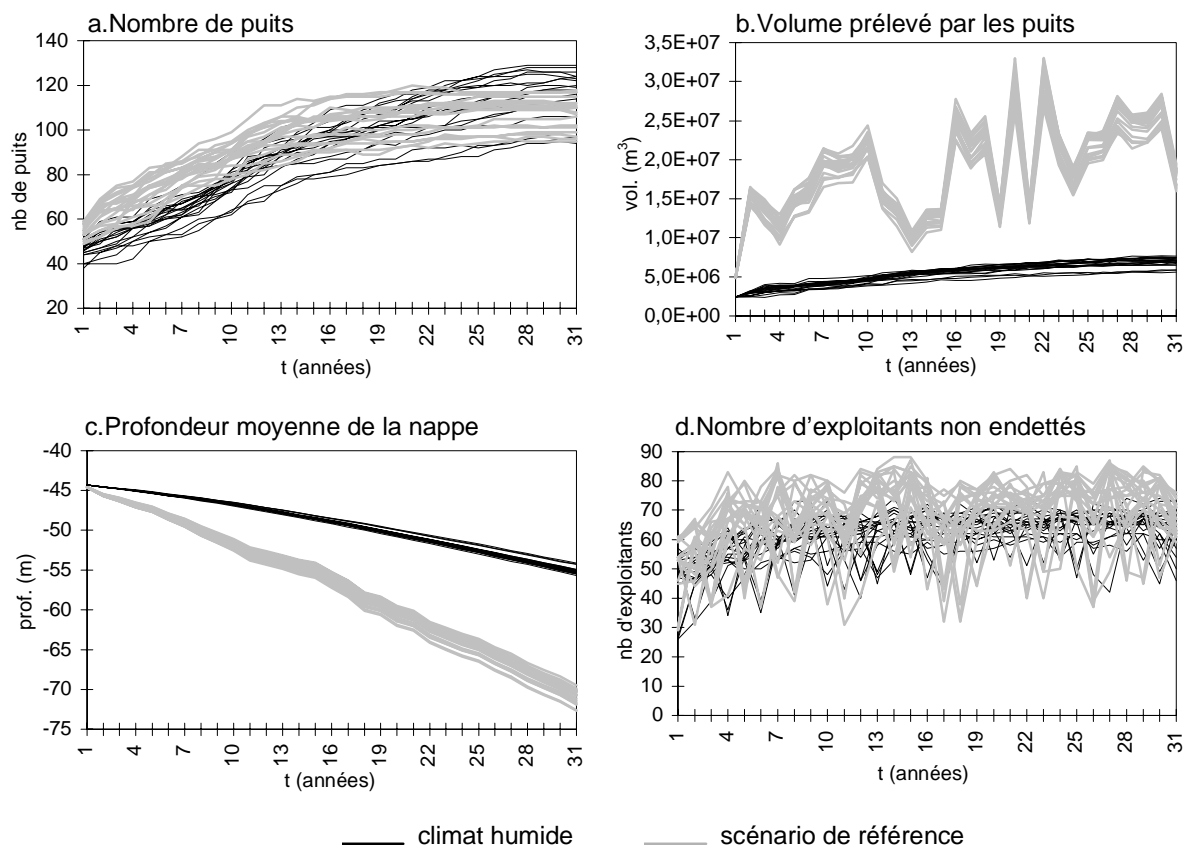 a.Nombre de puits
140
120
100
80
60
40
20
nb de puits
1 4 7 10 13 16 19 22 25 28 31
t (années)
b.Volume prélevé par les puits
3,5E+07
3,0E+07
2,5E+07
2,0E+07
1,5E+07
1,0E+07
5,0E+06
0,0E+00
vol. (m³)
1 4 7 10 13 16 19 22 25 28 31
t (années)
c.Profondeur moyenne de la nappe
-40
-45
-50
-55
-60
-65
-70
-75
prof. (m)
1 4 7 10 13 16 19 22 25 28 31
t (années)
d.Nombre d'exploitants non endettés
90
80
70
60
50
40
30
20
10
0
nb d'exploitants
1 4 7 10 13 16 19 22 25 28 31
t (années)
climat humide
scénario de référence